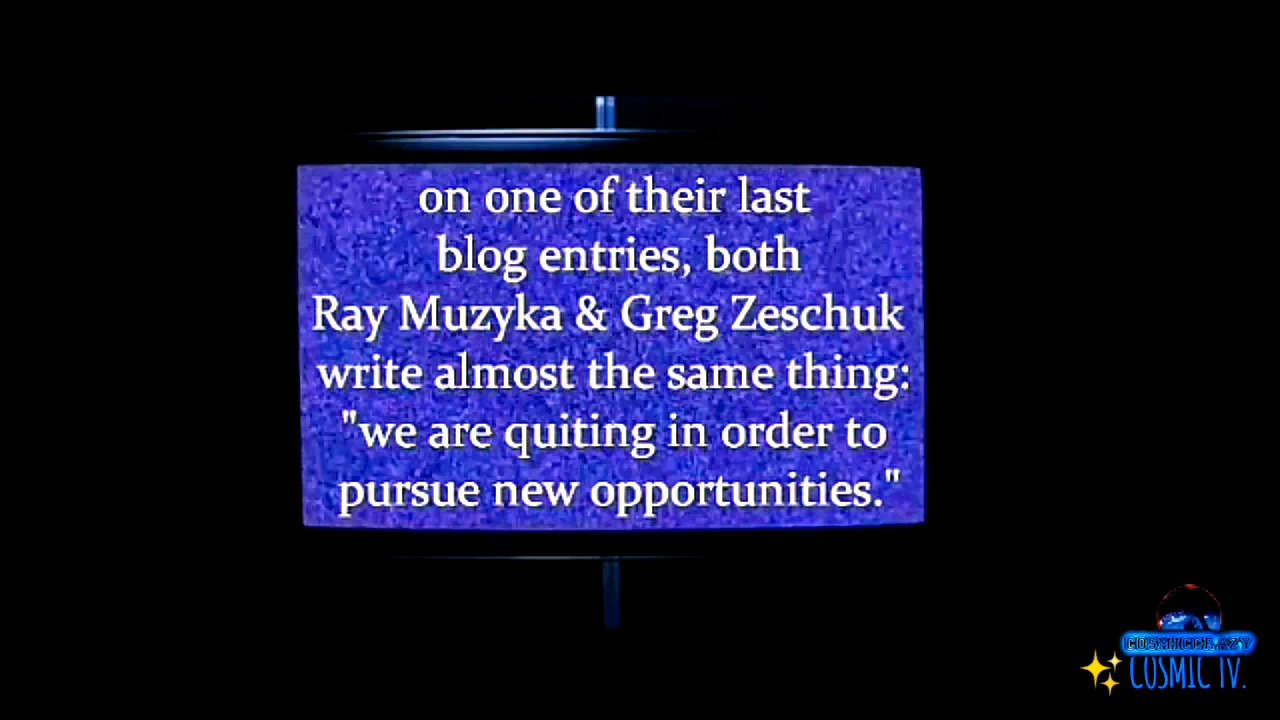 on one of their last
blog entries, both
Ray Muzyka & Greg Zeschuk
write almost the same thing:
"we are quiting in order to
pursue new opportunities."
COSMICCRAZY
COSMIC TV.